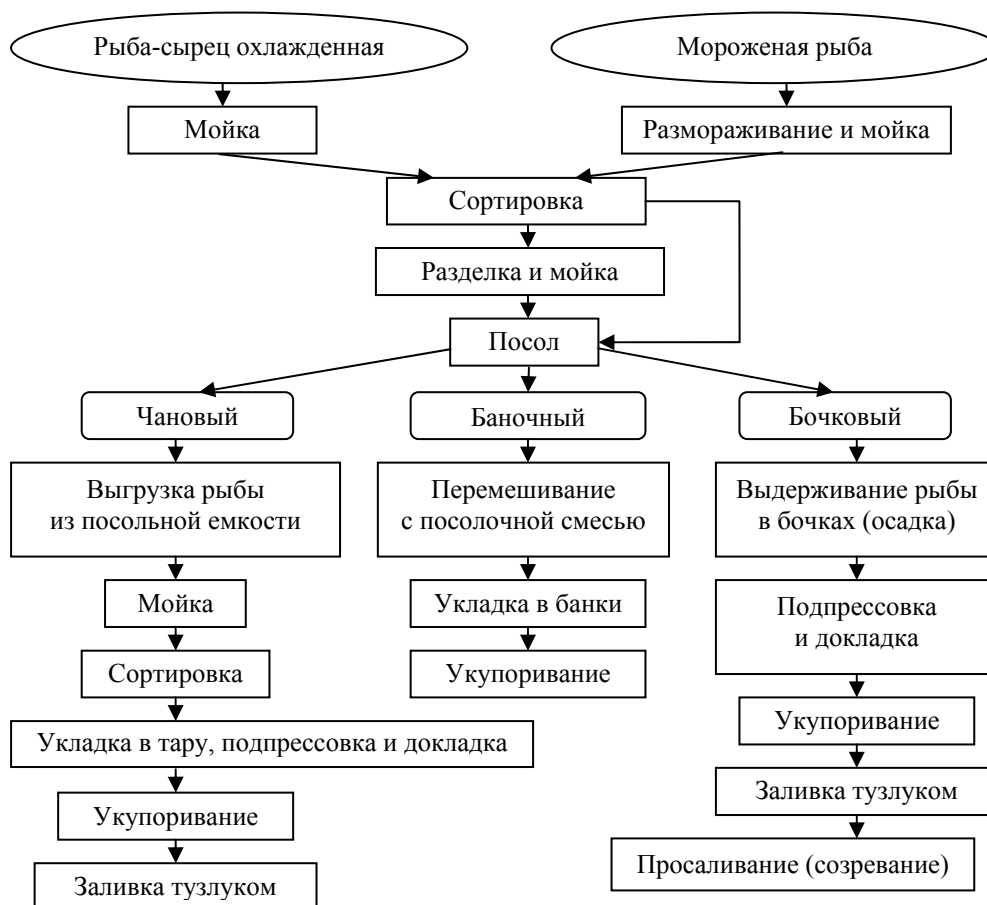 Рыба-сырец охлажденная
Мороженая рыба
Мойка
Размораживание и мойка
Сортировка
Разделка и мойка
Посол
Чановый
Баночный
Бочковый
Выгрузка рыбы
из посольной емкости
Перемешивание
с посолочной смесью
Выдерживание рыбы
в бочках (осадка)
Мойка
Укладка в банки
Подпрессовка
и докладка
Сортировка
Укупоривание
Укладка в тару, подпрессовка и докладка
Укупоривание
Укупоривание
Заливка тузлуком
Заливка тузлуком
Просаливание (созревание)